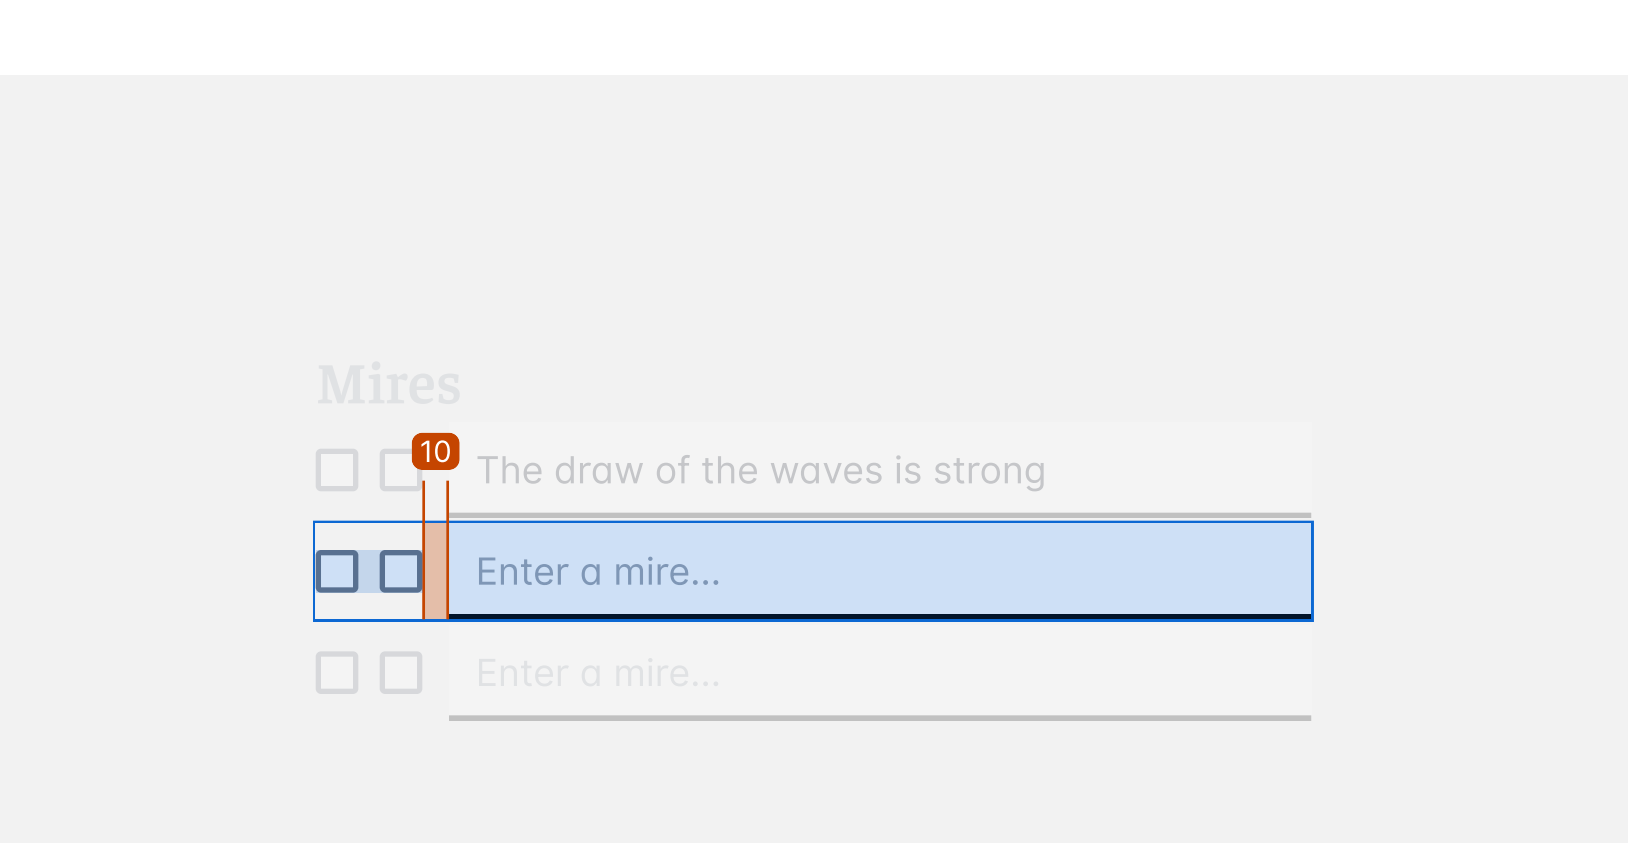 Mires
10
The draw of the waves is strong
Enter a mire...
Enter a mire...